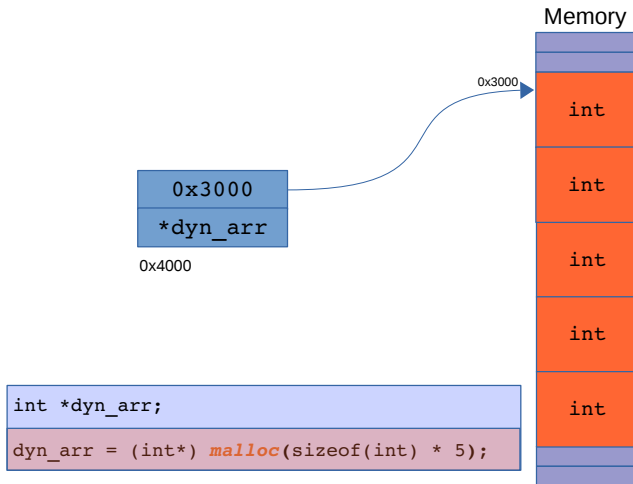 Memory
0x3000
int
int
int
int
int
0x3000
*dyn_arr
0x4000
int *dyn_arr;
dyn_arr = (int*) malloc(sizeof(int) * 5);